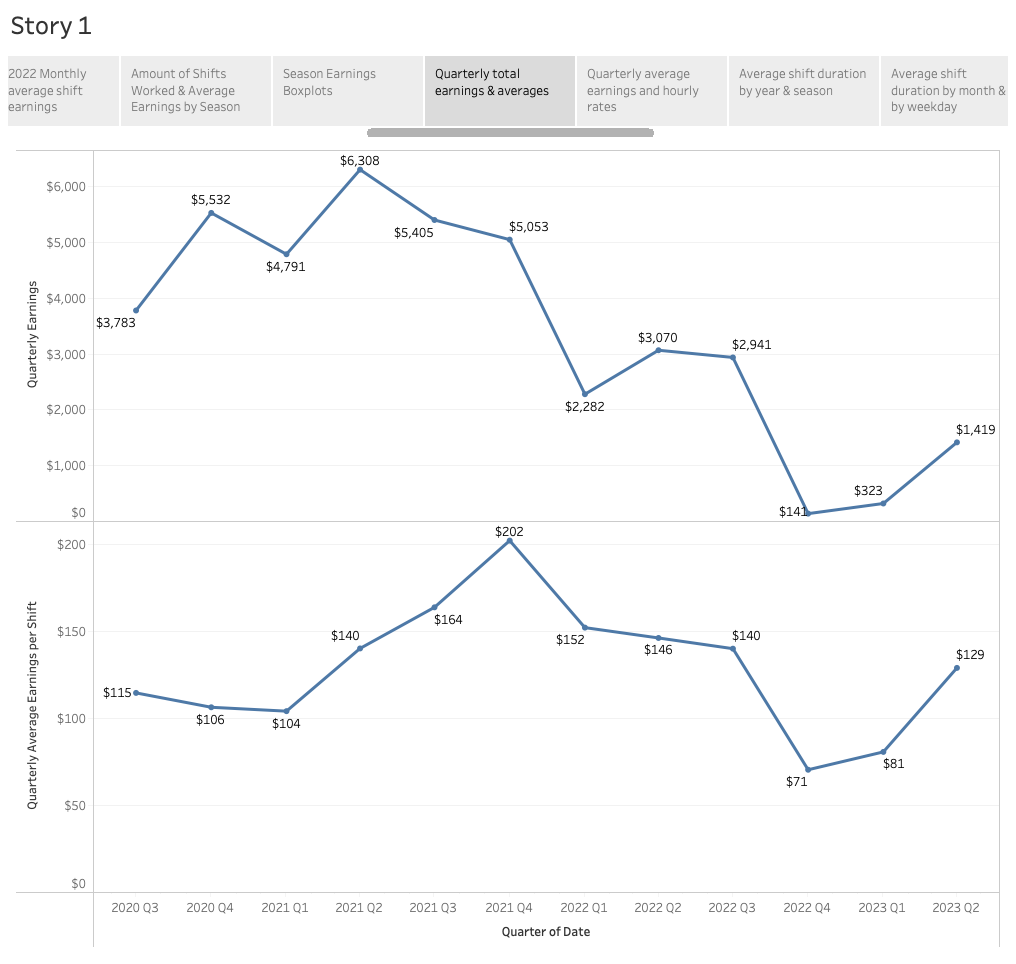 Story 1
2022 Monthly
average shift
earnings
Amount of Shifts
Worked & Average
Earnings by Season
Season Earnings
Boxplots
Quarterly total
earnings & averages
Quarterly average
earnings and hourly
rates
Average shift duration
by year & season
Average shift
duration by month &
by weekday
Quarterly Earnings
$6,000
$5,000
$4,000
$3,000
$2,000
$1,000
$0
$3,783
$5,532
$4,791
$6,308
$5,405
$5,053
$2,282
$3,070
$2,941
$141
$323
$1,419
Quarterly Average Earnings per Shift
$200
$150
$100
$50
$0
$115
$106
$104
$140
$164
$202
$152
$146
$140
$71
$81
$129
2020 Q3
2020 Q4
2021 Q1
2021 Q2
2021 Q3
2021 Q4
2022 Q1
2022 Q2
2022 Q3
2022 Q4
2023 Q1
2023 Q2
Quarter of Date